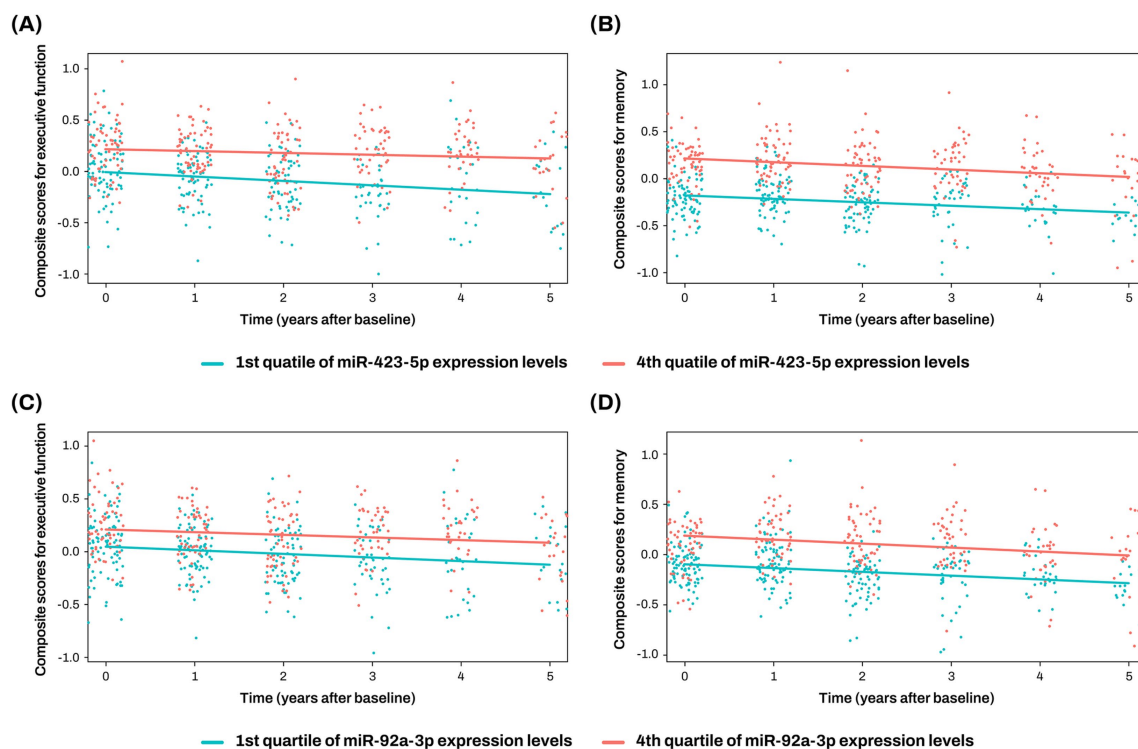 (A)
Composite scores for executive function
1.0
0.5
0.0
-0.5
-1.0
0 1 2 3 4 5
Time (years after baseline)
(B)
Composite scores for memory
1.0
0.5
0.0
-0.5
-1.0
0 1 2 3 4 5
Time (years after baseline)
1st quatile of miR-423-5p expression levels
4th quatile of miR-423-5p expression levels
(C)
Composite scores for executive function
1.0
0.5
0.0
-0.5
-1.0
0 1 2 3 4 5
Time (years after baseline)
(D)
Composite scores for memory
1.0
0.5
0.0
-0.5
-1.0
0 1 2 3 4 5
Time (years after baseline)
1st quartile of miR-92a-3p expression levels
4th quartile of miR-92a-3p expression levels